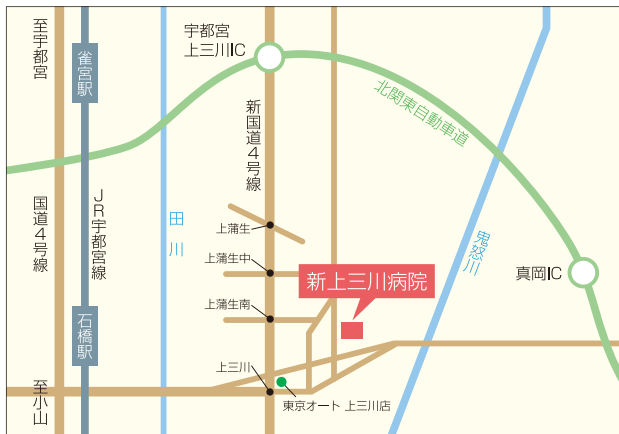 至宇都宮
雀宮駅
宇都宮
上三川IC
新国道4号線
北関東自動車道
国道4号線
JR宇都宮線
田川
鬼怒川
上蒲生
上蒲生中
上蒲生南
新上三川病院
真岡IC
石橋駅
上三川
東京オート 上三川店
至小山